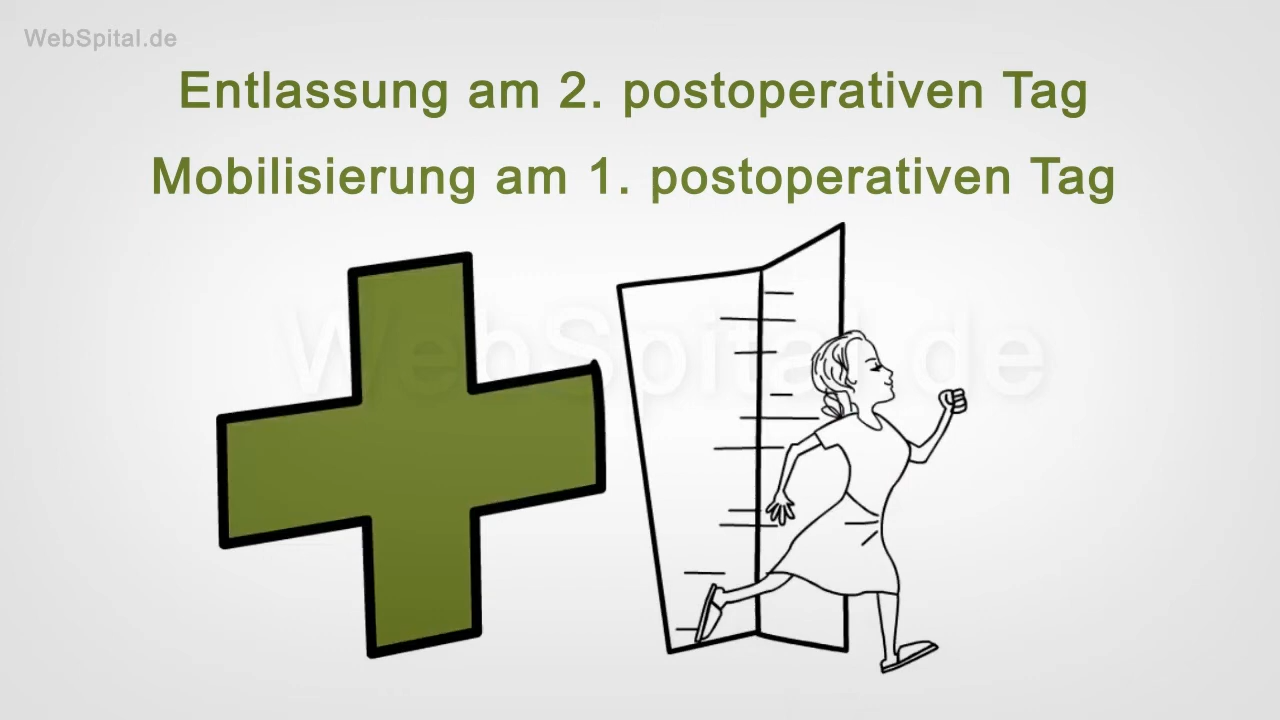 WebSpital.de
Entlassung am 2. postoperativen Tag
Mobilisierung am 1. postoperativen Tag
WebSpital.de